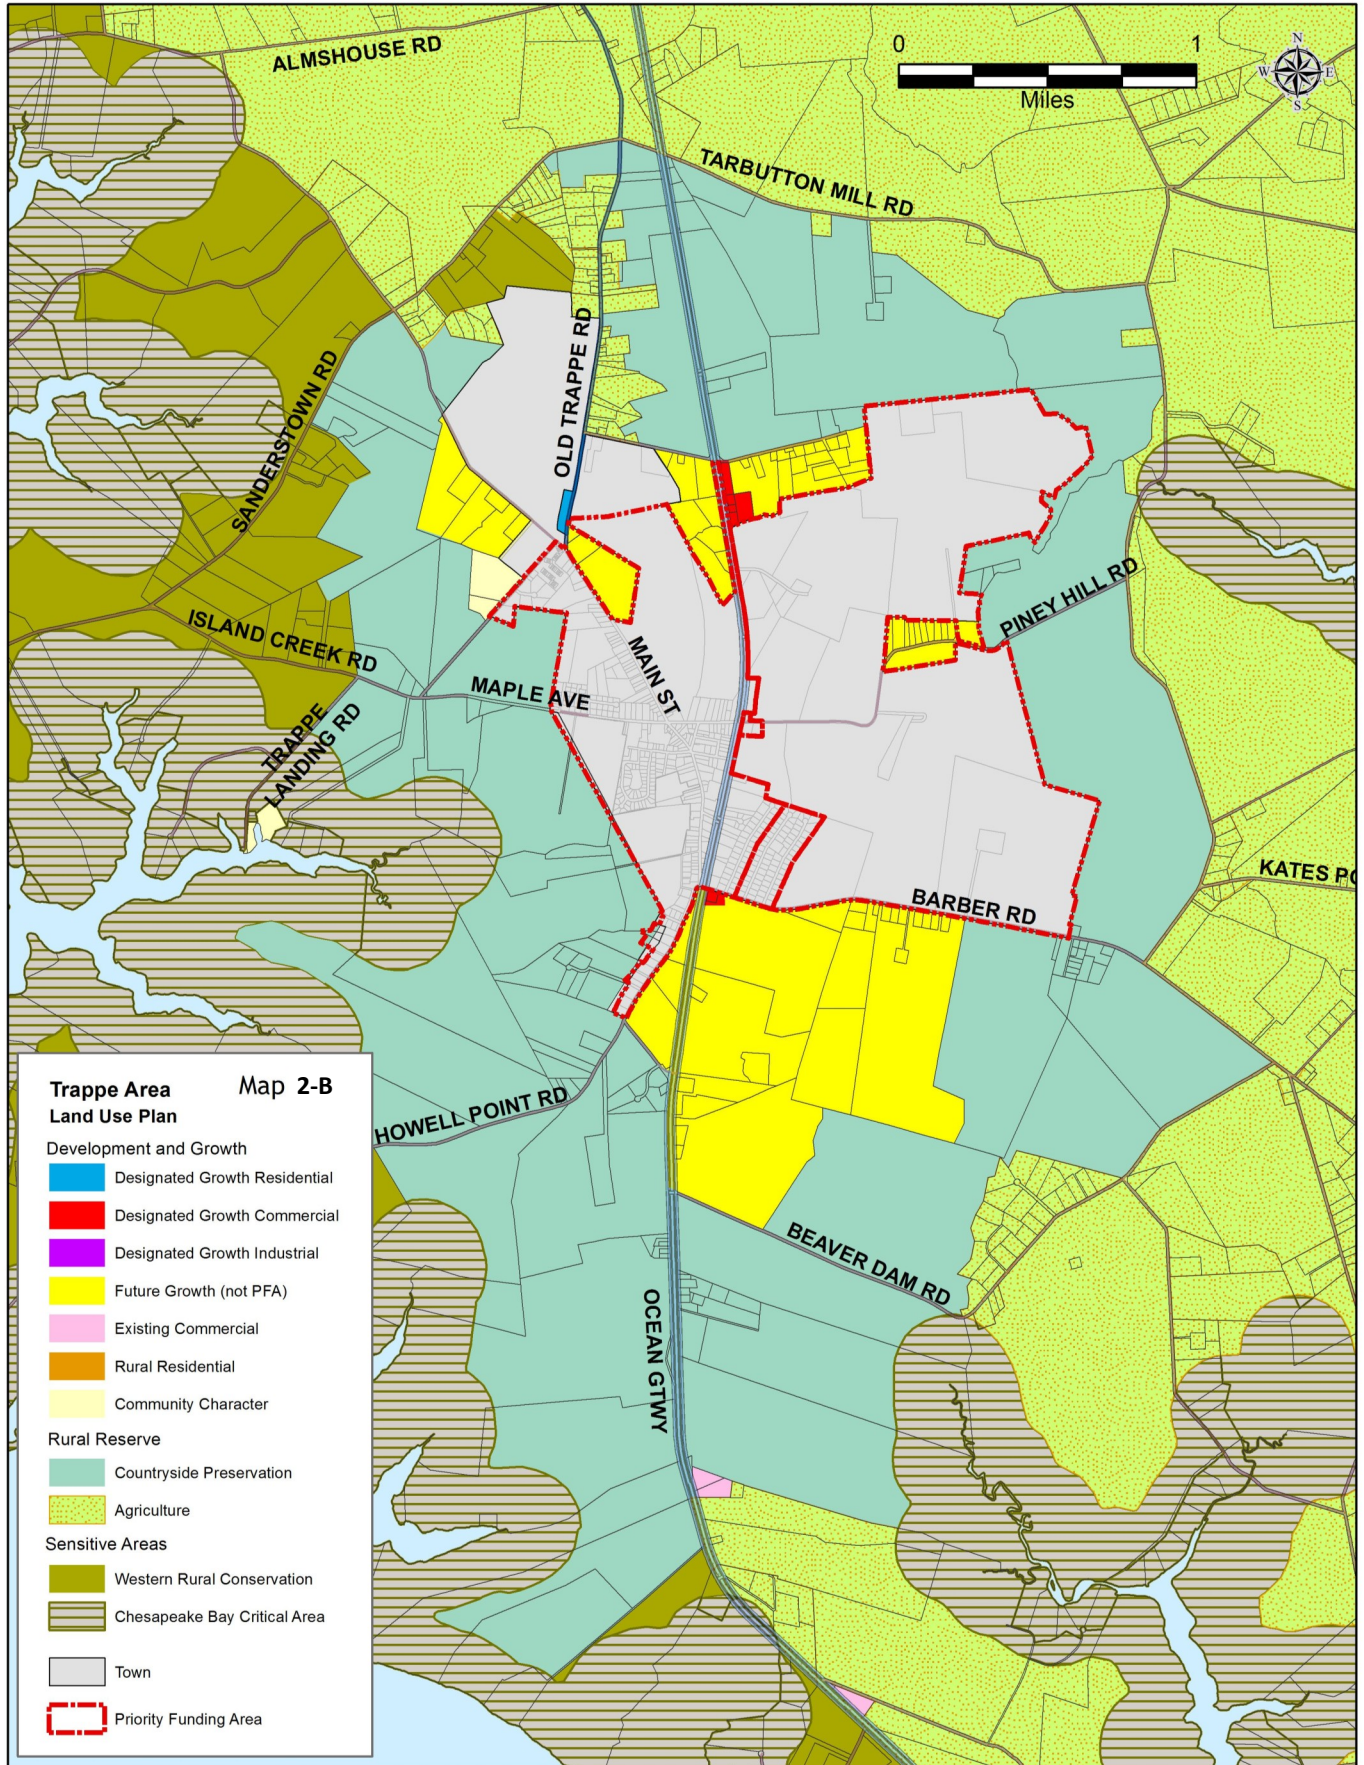 ALMSHOUSE RD
0 1
Miles
N
W E
S
TARBUTTON MILL RD
OLD TRAPPE RD
SANDERSTOWN RD
PINEY HILL RD
ISLAND CREEK RD
MAIN ST
MAPLE AVE
TRAPPE
LANDING RD
KATES PO
BARBER RD
HOWELL POINT RD
BEAVER DAM RD
OCEAN GTWY
Trappe Area Map 2-B
Land Use Plan
Development and Growth
Designated Growth Residential
Designated Growth Commercial
Designated Growth Industrial
Future Growth (not PFA)
Existing Commercial
Rural Residential
Community Character
Rural Reserve
Countryside Preservation
Agriculture
Sensitive Areas
Western Rural Conservation
Chesapeake Bay Critical Area
Town
Priority Funding Area